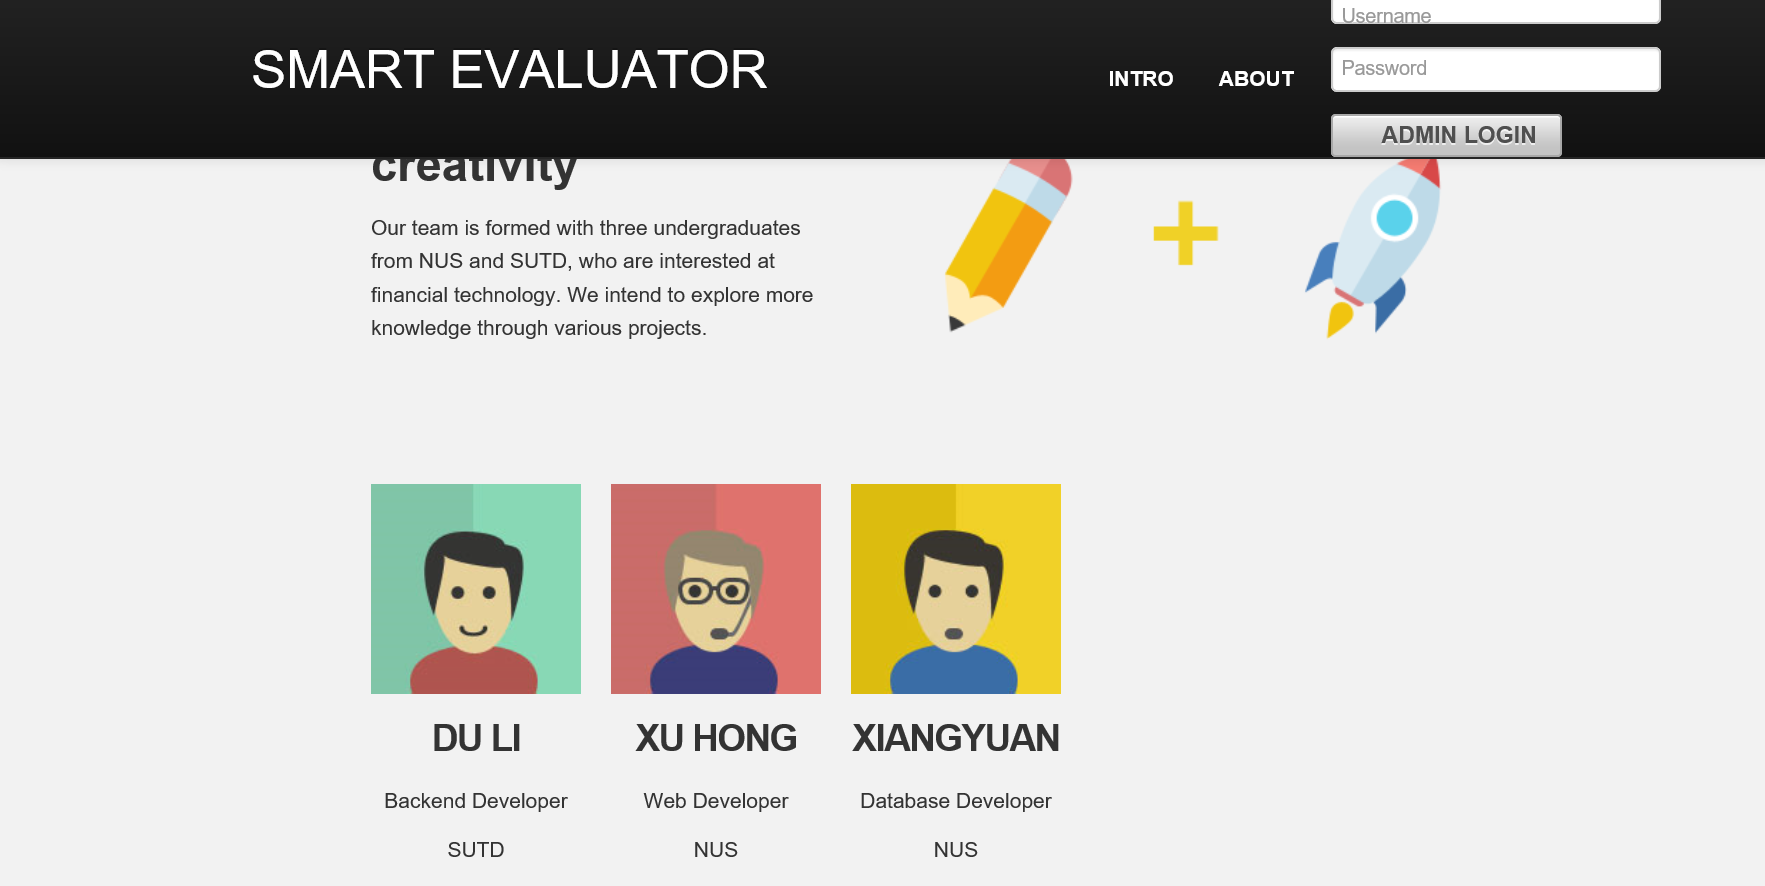 Username
SMART EVALUATOR
INTRO ABOUT
Password
ADMIN LOGIN
creativity
Our team is formed with three undergraduates
from NUS and SUTD, who are interested at
financial technology. We intend to explore more
knowledge through various projects.
DU LI XU HONG XIANGYUAN
Backend Developer Web Developer Database Developer
SUTD NUS NUS